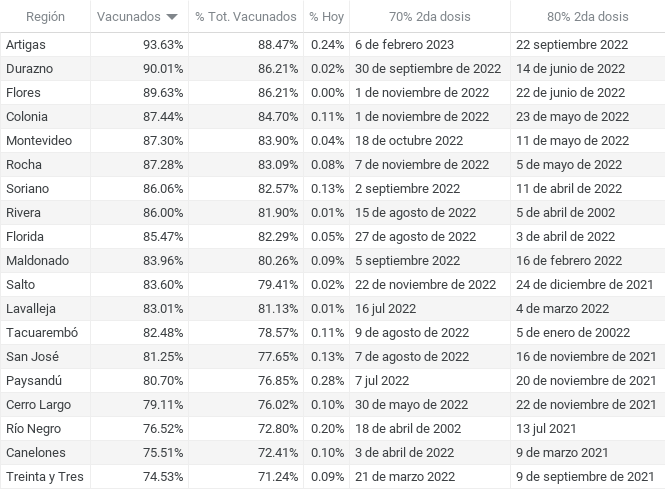 Región Vacunados % Tot. Vacunados % Hoy 70% 2da dosis 80% 2da dosis
Artigas 93.63% 88.47% 0.24% 6 de febrero 2023 22 septiembre 2022
Durazno 90.01% 86.21% 0.02% 30 de septiembre de 2022 14 de junio de 2022
Flores 89.63% 86.21% 0.00% 1 de noviembre de 2022 22 de junio de 2022
Colonia 87.44% 84.70% 0.11% 1 de noviembre de 2022 23 de mayo de 2022
Montevideo 87.30% 83.90% 0.04% 18 de octubre 2022 11 de mayo de 2022
Rocha 87.28% 83.09% 0.08% 7 de noviembre de 2022 5 de mayo de 2022
Soriano 86.06% 82.57% 0.13% 2 septiembre 2022 11 de abril de 2022
Rivera 86.00% 81.90% 0.01% 15 de agosto de 2022 5 de abril de 2002
Florida 85.47% 82.29% 0.05% 27 de agosto de 2022 3 de abril de 2022
Maldonado 83.96% 80.26% 0.09% 5 septiembre 2022 16 de febrero 2022
Salto 83.60% 79.41% 0.02% 22 de noviembre de 2022 24 de diciembre de 2021
Lavalleja 83.01% 81.13% 0.01% 16 jul 2022 4 de marzo 2022
Tacuarembó 82.48% 78.57% 0.11% 9 de agosto de 2022 5 de enero de 20022
San José 81.25% 77.65% 0.13% 7 de agosto de 2022 16 de noviembre de 2021
Paysandú 80.70% 76.85% 0.28% 7 jul 2022 20 de noviembre de 2021
Cerro Largo 79.11% 76.02% 0.10% 30 de mayo de 2022 22 de noviembre de 2021
Río Negro 76.52% 72.80% 0.20% 18 de abril de 2002 13 jul 2021
Canelones 75.51% 72.41% 0.10% 3 de abril de 2022 9 de marzo 2021
Treinta y Tres 74.53% 71.24% 0.09% 21 de marzo 2022 9 de septiembre de 2021